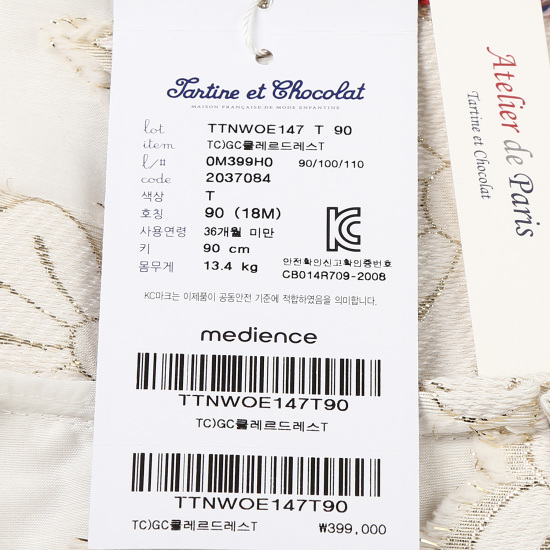 Tartine et Chocolat
MAISON FRANÇAISE DE MODE ENFANTINE
lot TTNWOE147 T 90
item TC)GC쿨레르드레스T
l/# 0M399H0 90/100/110
code 2037084
색상 T
호칭 90 (18M)
사용연령 36개월 미만
키 90 cm
몸무게 13.4 kg
안전확인신고확인증번호
CB014R709-2008
KC마크는 이제품이 공통안전 기준에 적합하였음을 의미합니다.
medience
TTNWOE147T90
TC)GC쿨레르드레스T
TTNWOE147T90
TC)GC쿨레르드레스T ₩399,000
Atelier de Paris
Tartine et Chocolat